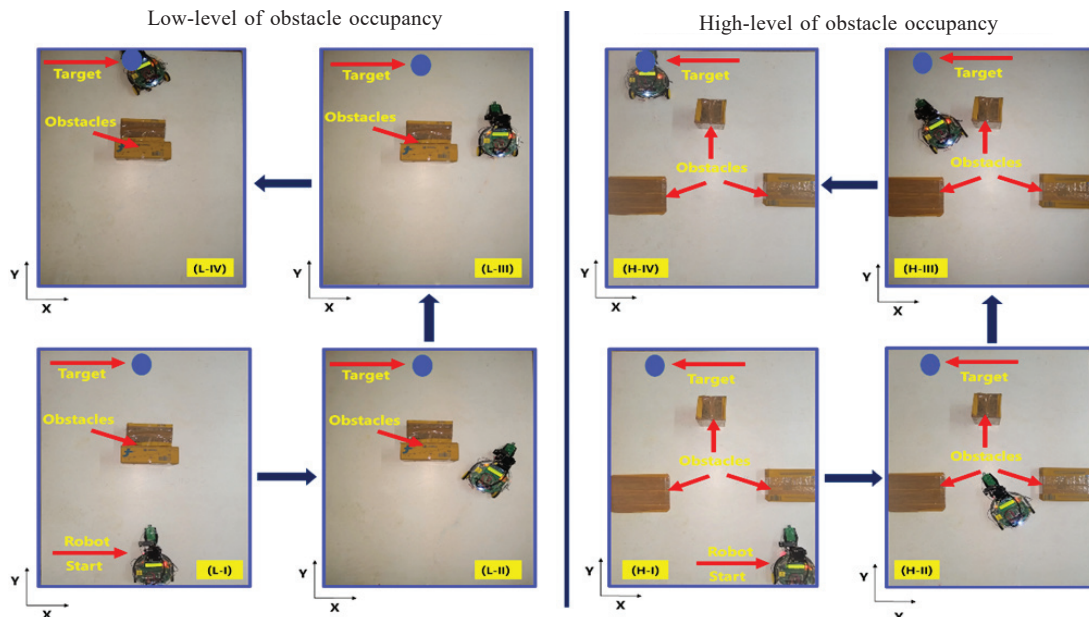 Low-level of obstacle occupancy
High-level of obstacle occupancy
Target
Obstacles
(L-IV)
Y
X
Target
Obstacles
(L-III)
Y
X
Target
Obstacles
(H-IV)
Y
X
Target
Obstacles
(H-III)
Y
X
Target
Obstacles
Robot
Start
(L-I)
Y
X
Target
Obstacles
(L-II)
Y
X
Target
Obstacles
Robot
Start
(H-I)
Y
X
Target
Obstacles
(H-II)
Y
X